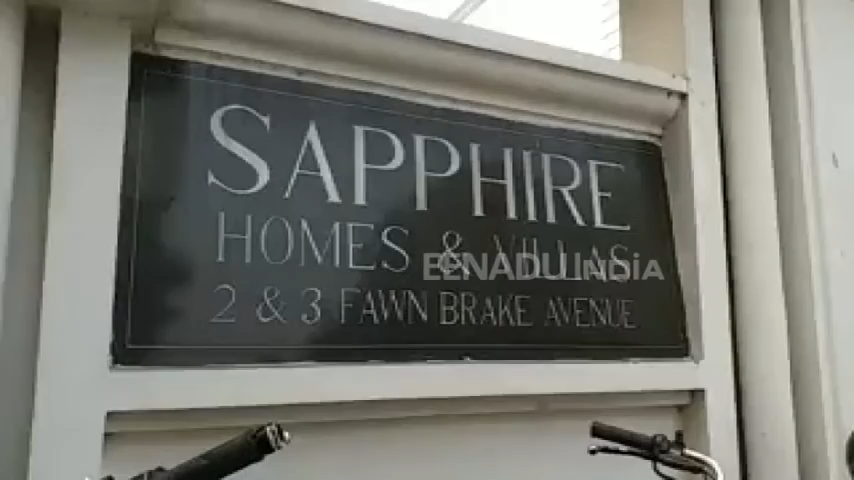 SAPPHIRE
HOMES & VILLAS
EENADU INDIA
2 & 3 FAWN BRAKE AVENUE